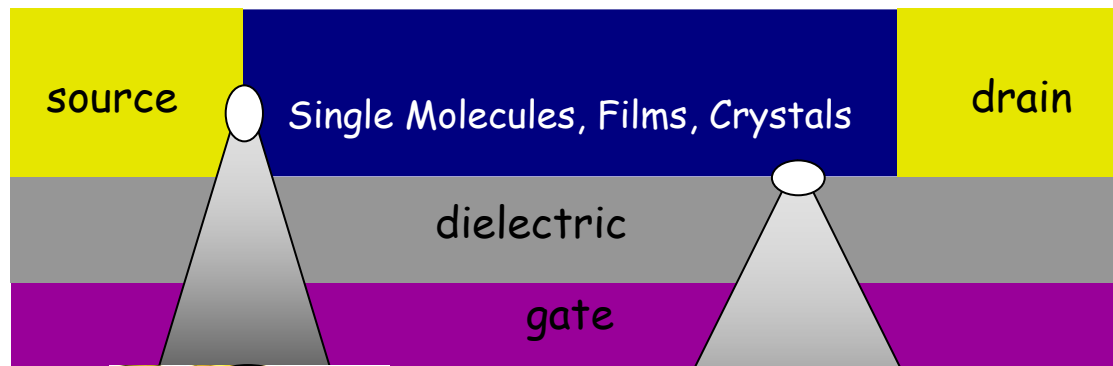 source
drain
Single Molecules, Films, Crystals
dielectric
gate